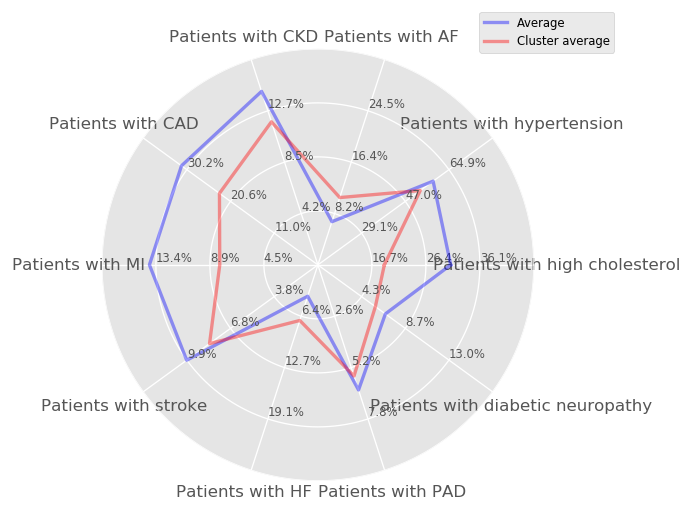 Average
Cluster average
Patients with CKD
Patients with AF
12.7%
24.5%
Patients with CAD
Patients with hypertension
8.5%
16.4%
30.2%
64.9%
20.6%
47.0%
4.2%
8.2%
11.0%
29.1%
Patients with MI
13.4%
8.9%
4.5%
16.7%
26.4%
36.1%
Patients with high cholesterol
3.8%
4.3%
6.4%
2.6%
6.8%
8.7%
9.9%
12.7%
5.2%
13.0%
Patients with stroke
Patients with diabetic neuropathy
19.1%
7.8%
Patients with HF
Patients with PAD